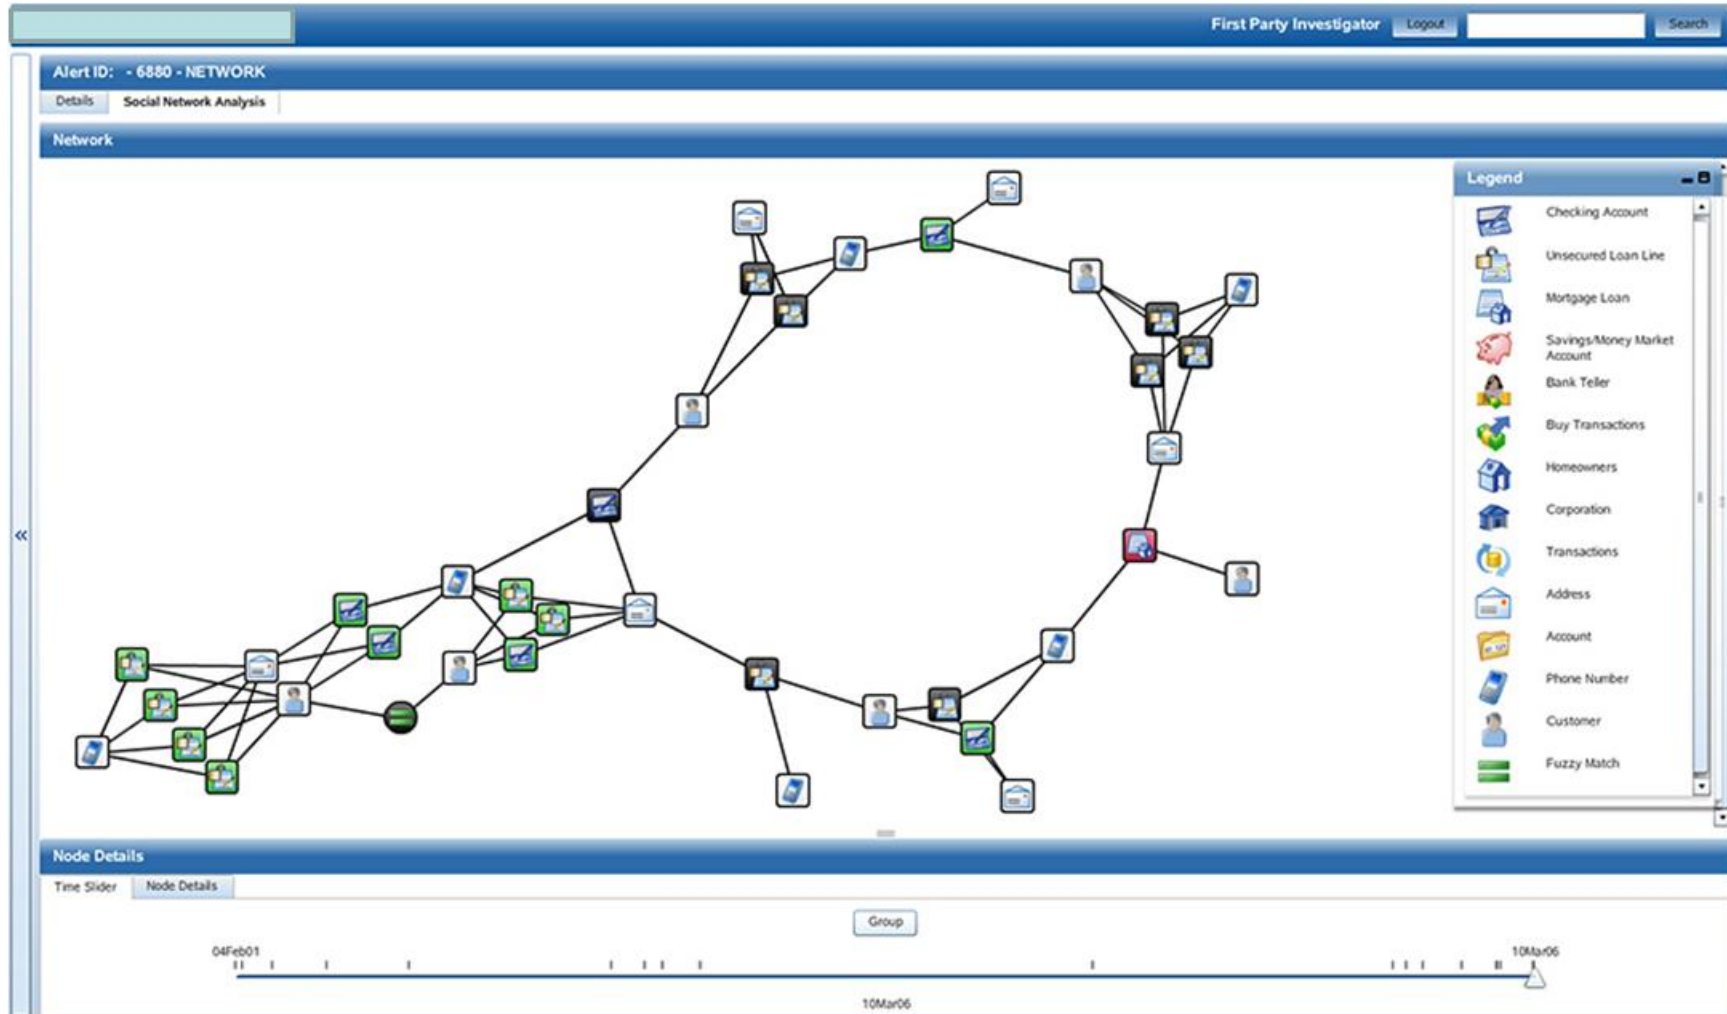 First Party Investigator Logout Search
Alert ID: - 6880 - NETWORK
Details Social Network Analysis
Network
Legend
Checking Account
Unsecured Loan Line
Mortgage Loan
Savings/Money Market
Account
Bank Teller
Buy Transactions
Homeowners
Corporation
Transactions
Address
Account
Phone Number
Customer
Fuzzy Match
Node Details
Time Slider Node Details
Group
04Feb01 10Mar06
10Mar06